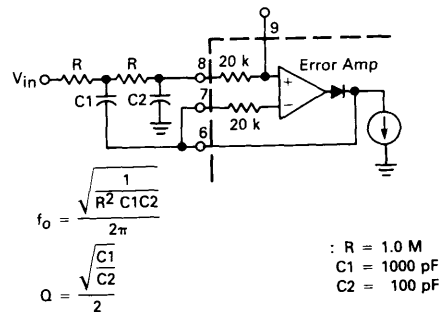 9
R R 8 20 k Error Amp
Vin
C1 C2 7 + −
20 k
6
fo = √(1 / R² C1C2) / 2π
Q = √(C1 / C2) / 2
: R = 1.0 M
C1 = 1000 pF
C2 = 100 pF